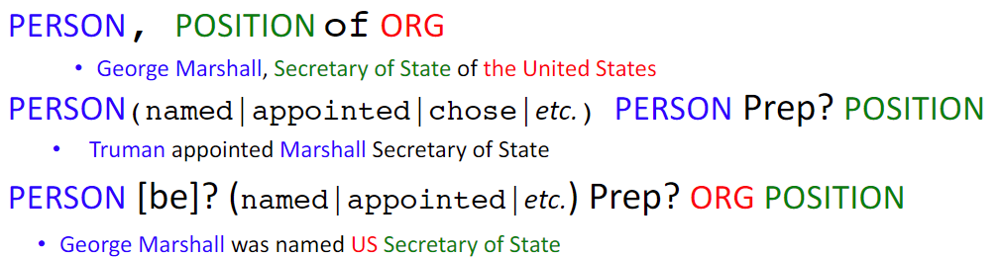 PERSON, POSITION of ORG
• George Marshall, Secretary of State of the United States
PERSON(named|appointed|chose|etc.) PERSON Prep? POSITION
• Truman appointed Marshall Secretary of State
PERSON [be]? (named|appointed|etc.) Prep? ORG POSITION
• George Marshall was named US Secretary of State